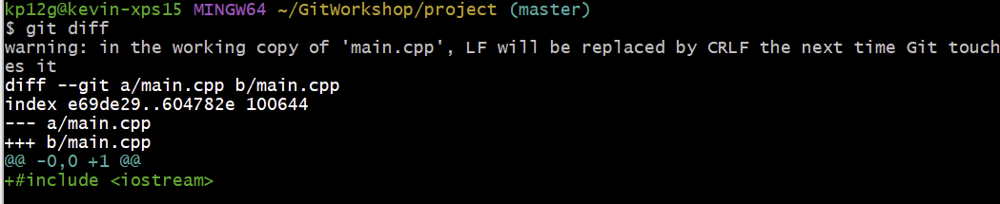 kp12g@kevin-xps15 MINGW64 ~/GitWorkshop/project (master)
$ git diff
warning: in the working copy of 'main.cpp', LF will be replaced by CRLF the next time Git touch
es it
diff --git a/main.cpp b/main.cpp
index e69de29..604782e 100644
--- a/main.cpp
+++ b/main.cpp
@@ -0,0 +1 @@
+#include <iostream>